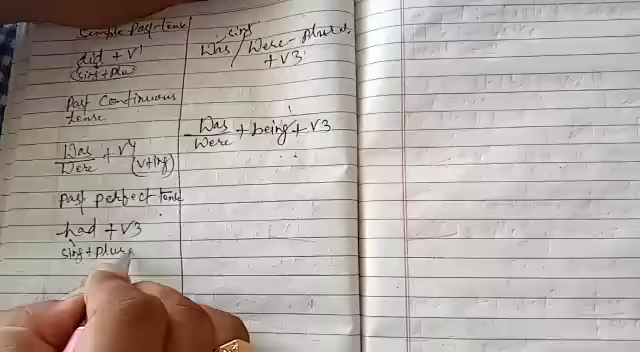 Simple Past tense
did + V¹
(sing + plu)
sing
Was / Were - plural
+ V3
Past Continuous
tense
Was + V4
Were (V+ing)
Was + being + V3
Were
Past perfect tense
had + V3
sing + plura